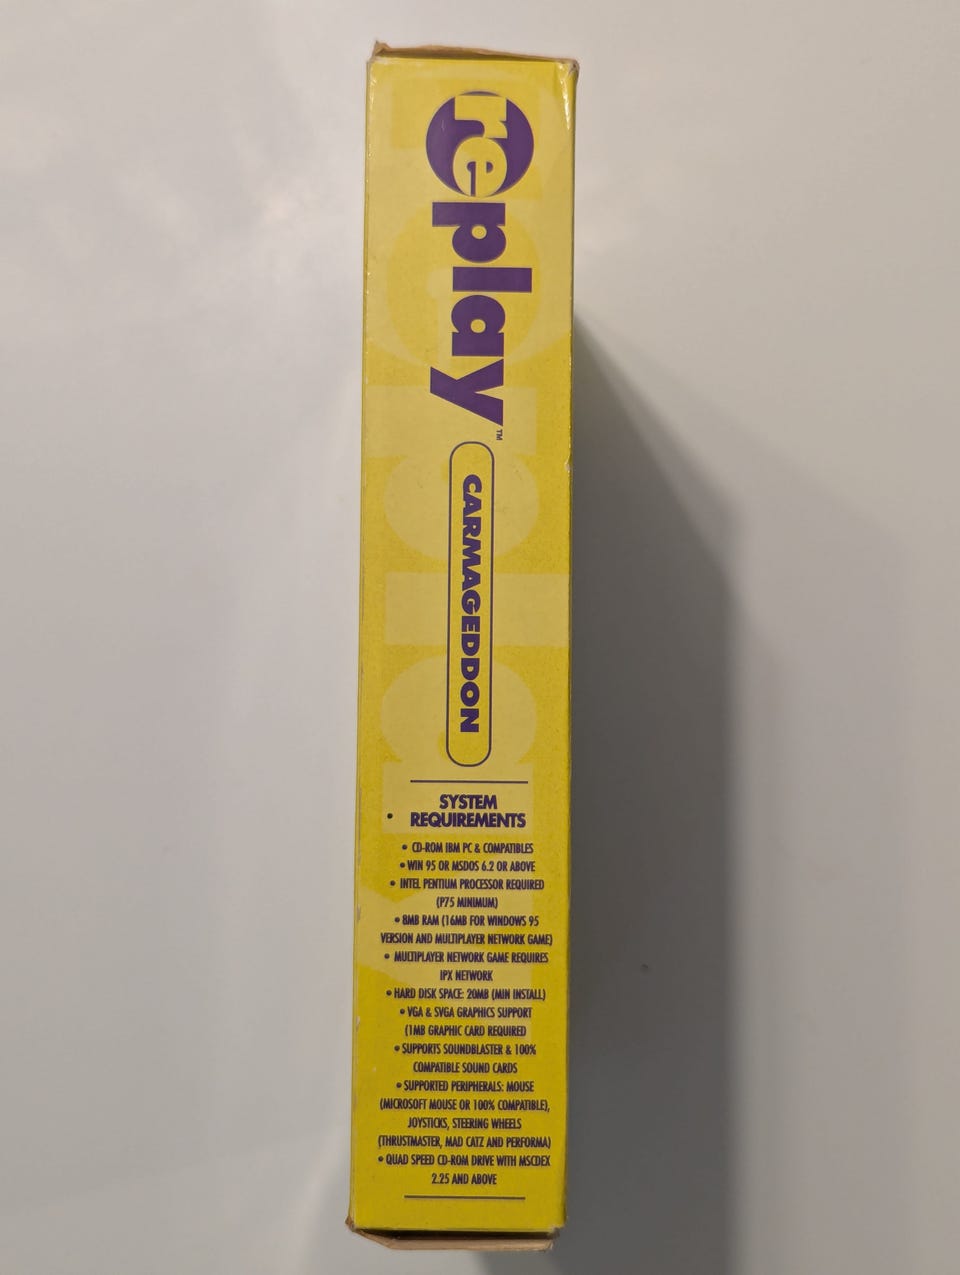 replay™
CARMAGEDDON
SYSTEM
• REQUIREMENTS
• CD-ROM IBM PC & COMPATIBLES
• WIN 95 OR MSDOS 6.2 OR ABOVE
• INTEL PENTIUM PROCESSOR REQUIRED
(P75 MINIMUM)
• 8MB RAM (16MB FOR WINDOWS 95
VERSION AND MULTIPLAYER NETWORK GAME)
• MULTIPLAYER NETWORK GAME REQUIRES
IPX NETWORK
• HARD DISK SPACE: 20MB (MIN INSTALL)
• VGA & SVGA GRAPHICS SUPPORT
(1MB GRAPHIC CARD REQUIRED
• SUPPORTS SOUNDBLASTER & 100%
COMPATIBLE SOUND CARDS
• SUPPORTED PERIPHERALS: MOUSE
(MICROSOFT MOUSE OR 100% COMPATIBLE),
JOYSTICKS, STEERING WHEELS
(THRUSTMASTER, MAD CATZ AND PERFORMA)
• QUAD SPEED CD-ROM DRIVE WITH MSCDEX
2.25 AND ABOVE